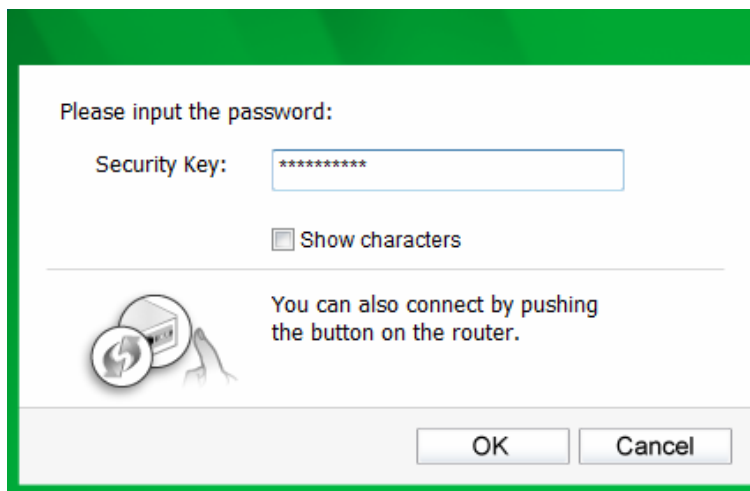 Please input the password:
Security Key: **********
Show characters
You can also connect by pushing
the button on the router.
OK Cancel